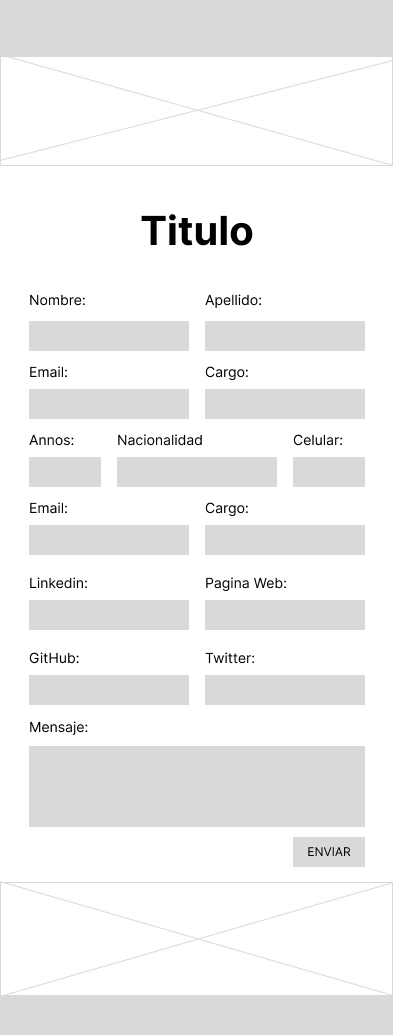 Titulo
Nombre: Apellido:
Email: Cargo:
Annos: Nacionalidad Celular:
Email: Cargo:
Linkedin: Pagina Web:
GitHub: Twitter:
Mensaje:
ENVIAR